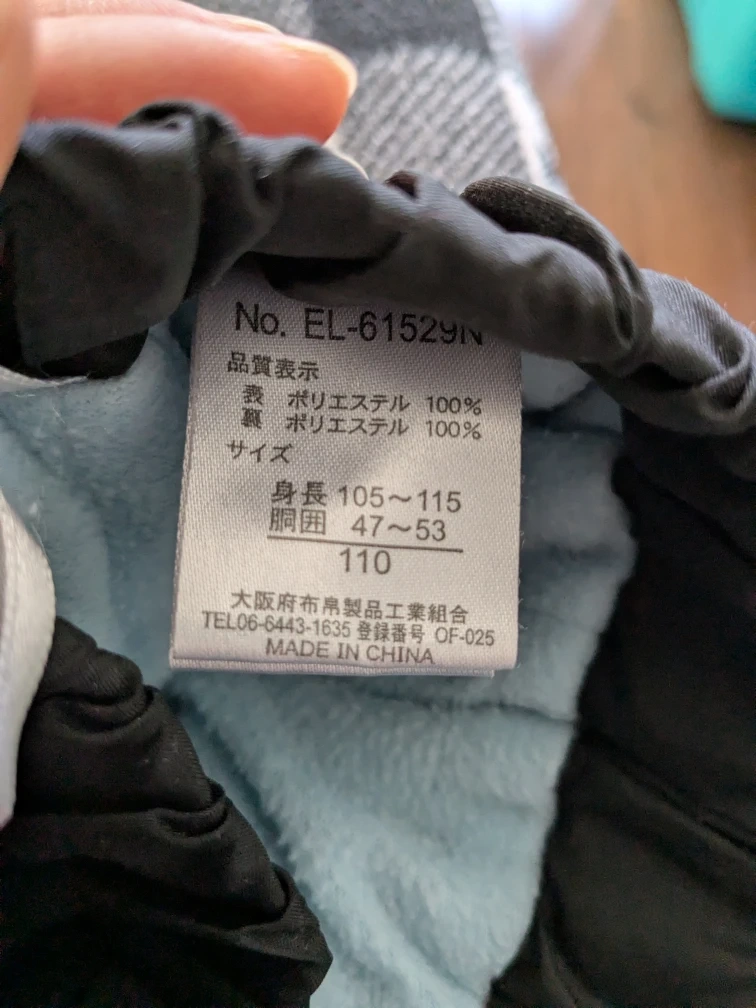 No. EL-61529N
品質表示
表 ポリエステル 100%
裏 ポリエステル 100%
サイズ
身長 105〜115
胴囲 47〜53
110
大阪府布帛製品工業組合
TEL06-6443-1635 登録番号 OF-025
MADE IN CHINA